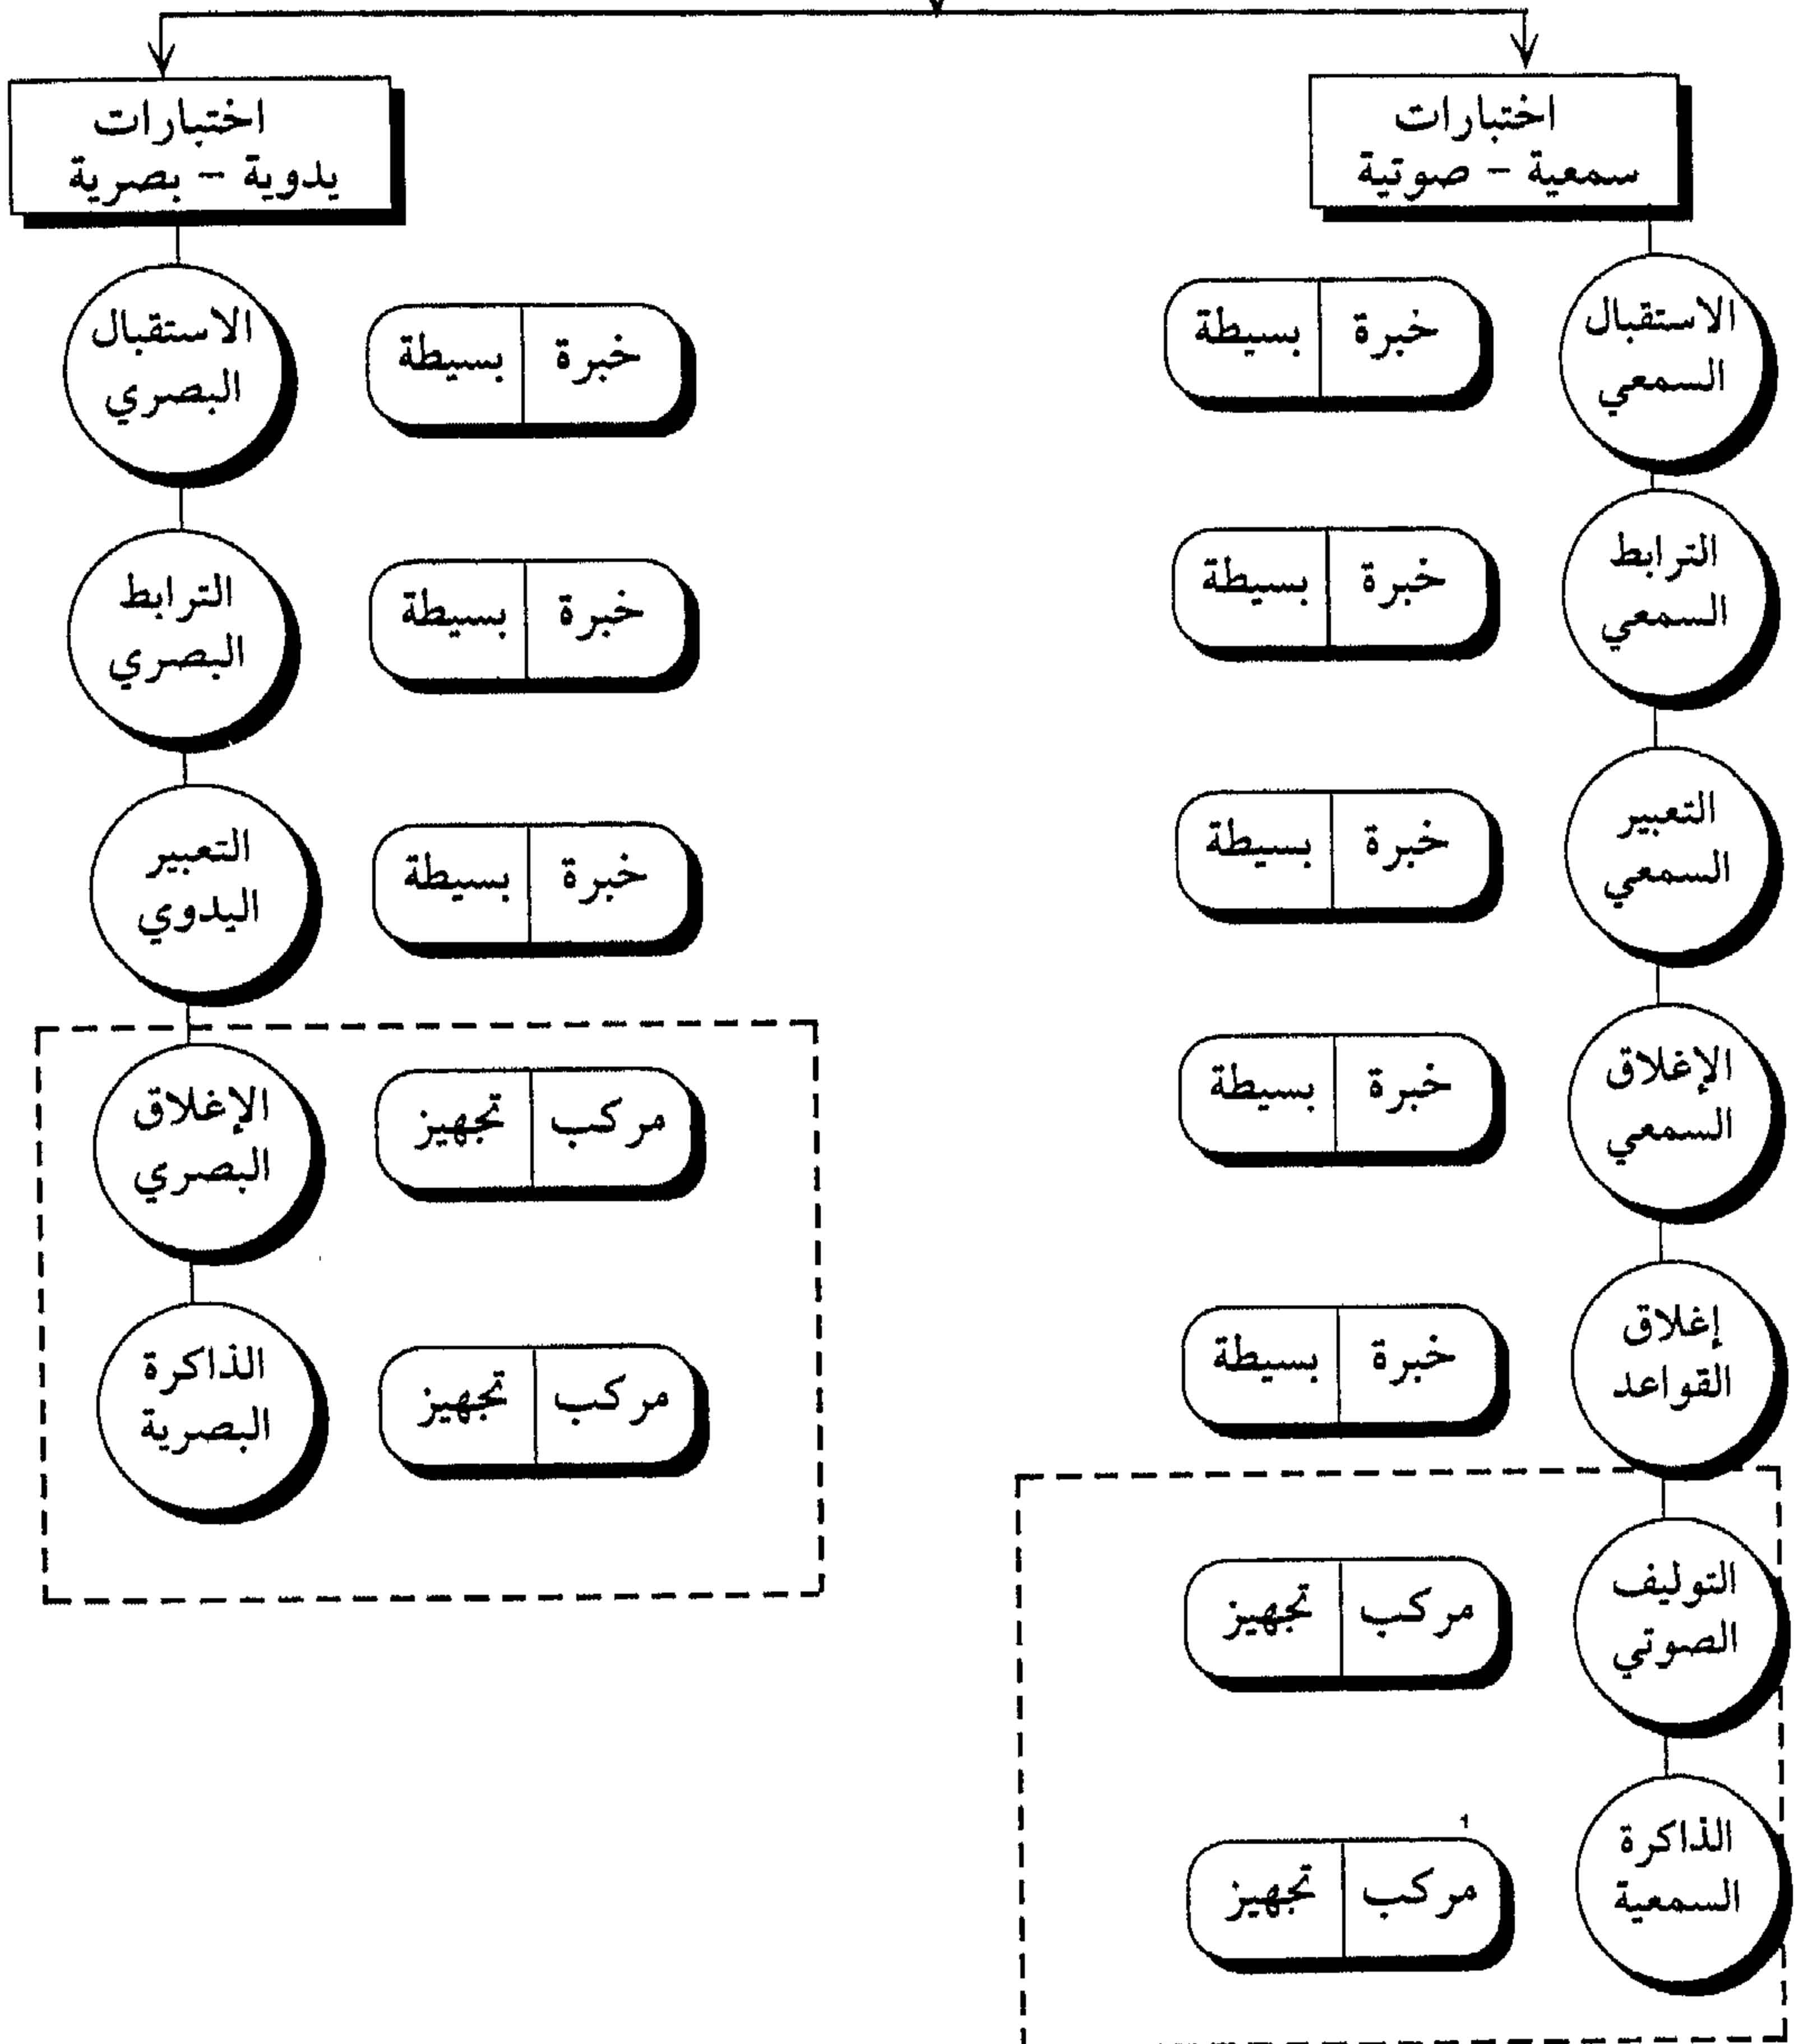 اختبارات
سمعية – صوتية
الاستقبال
السمعي
خبرة
بسيطة
الترابط
السمعي
خبرة
بسيطة
التعبير
السمعي
خبرة
بسيطة
الإغلاق
السمعي
خبرة
بسيطة
إغلاق
القواعد
خبرة
بسيطة
التوليف
الصوتي
مركب
تجهيز
الذاكرة
السمعية
مركب
تجهيز
اختبارات
يدوية – بصرية
الاستقبال
البصري
خبرة
بسيطة
الترابط
البصري
خبرة
بسيطة
التعبير
اليدوي
خبرة
بسيطة
الإغلاق
البصري
مركب
تجهيز
الذاكرة
البصرية
مركب
تجهيز